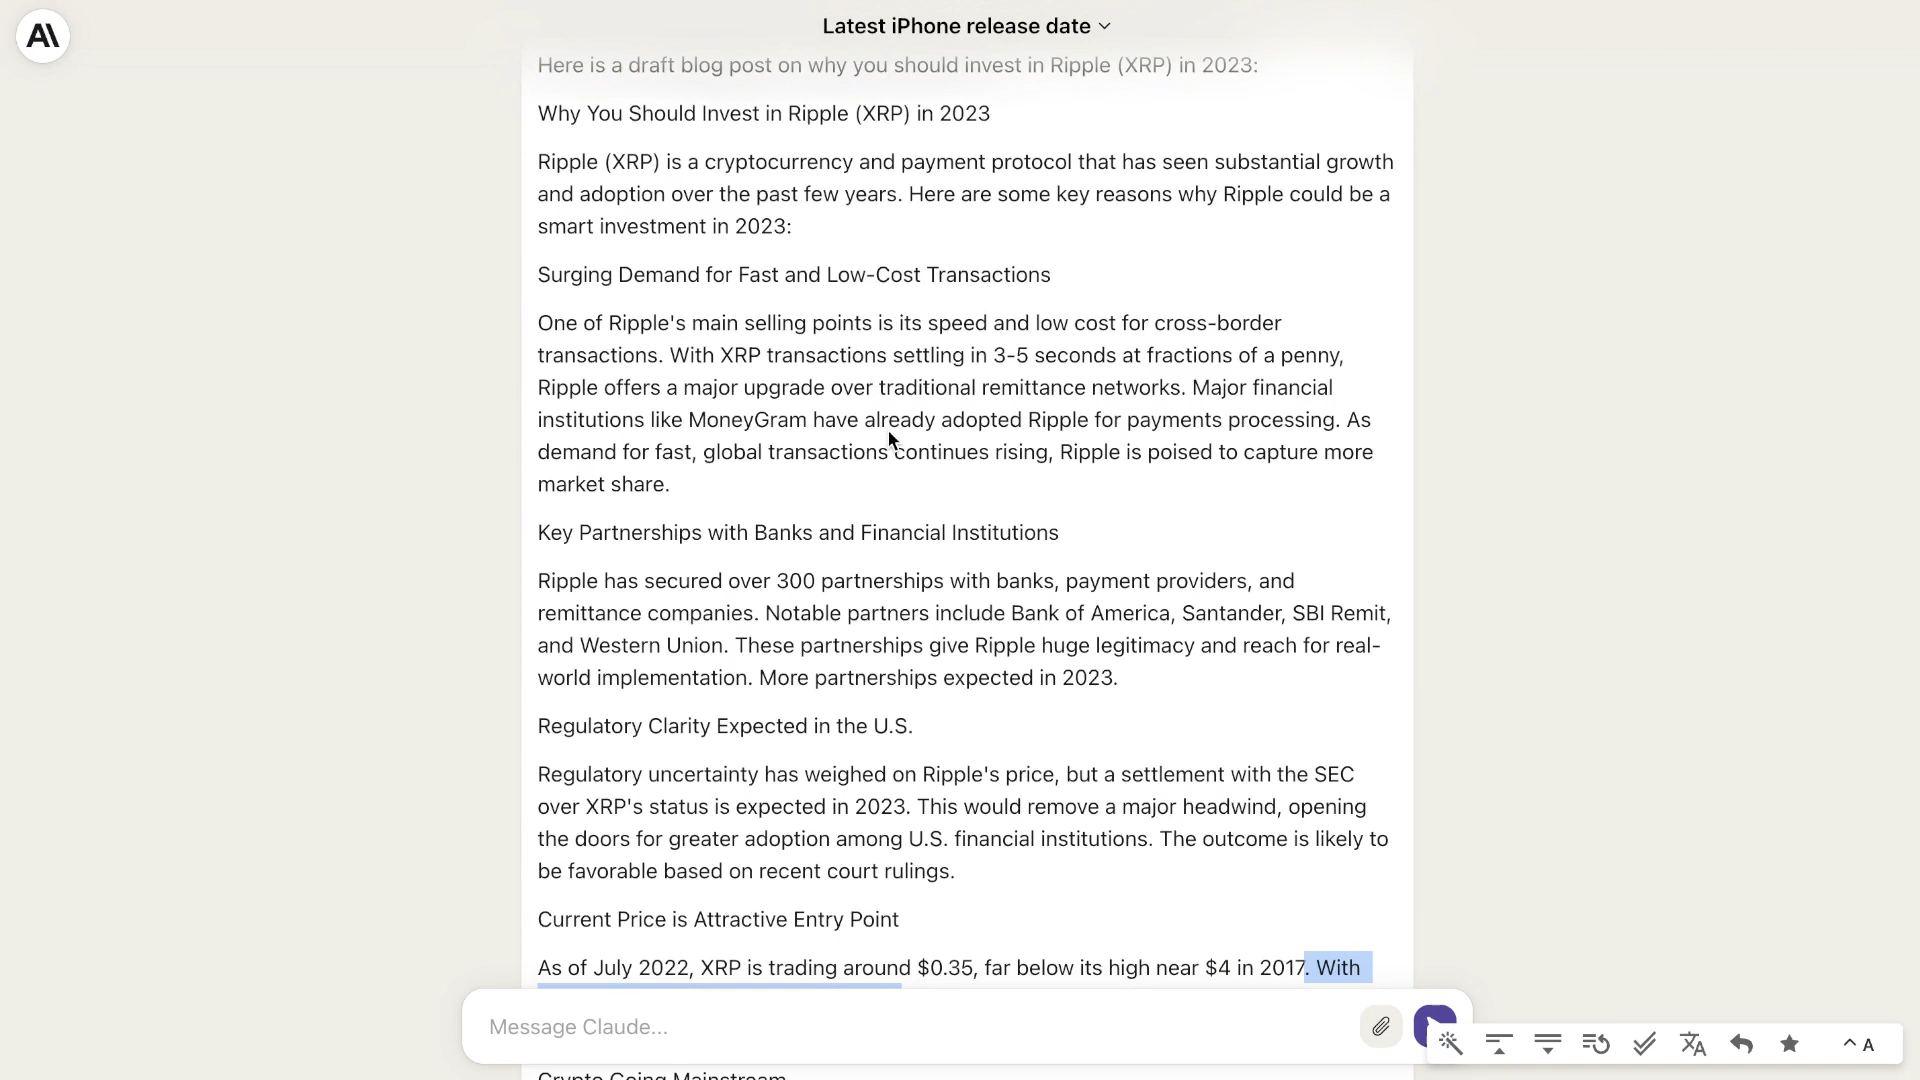 Latest iPhone release date
Here is a draft blog post on why you should invest in Ripple (XRP) in 2023:
Why You Should Invest in Ripple (XRP) in 2023
Ripple (XRP) is a cryptocurrency and payment protocol that has seen substantial growth
and adoption over the past few years. Here are some key reasons why Ripple could be a
smart investment in 2023:
Surging Demand for Fast and Low-Cost Transactions
One of Ripple's main selling points is its speed and low cost for cross-border
transactions. With XRP transactions settling in 3-5 seconds at fractions of a penny,
Ripple offers a major upgrade over traditional remittance networks. Major financial
institutions like MoneyGram have already adopted Ripple for payments processing. As
demand for fast, global transactions continues rising, Ripple is poised to capture more
market share.
Key Partnerships with Banks and Financial Institutions
Ripple has secured over 300 partnerships with banks, payment providers, and
remittance companies. Notable partners include Bank of America, Santander, SBI Remit,
and Western Union. These partnerships give Ripple huge legitimacy and reach for real-
world implementation. More partnerships expected in 2023.
Regulatory Clarity Expected in the U.S.
Regulatory uncertainty has weighed on Ripple's price, but a settlement with the SEC
over XRP's status is expected in 2023. This would remove a major headwind, opening
the doors for greater adoption among U.S. financial institutions. The outcome is likely to
be favorable based on recent court rulings.
Current Price is Attractive Entry Point
As of July 2022, XRP is trading around $0.35, far below its high near $4 in 2017. With
Message Claude...
A
Crypto Going Mainstream